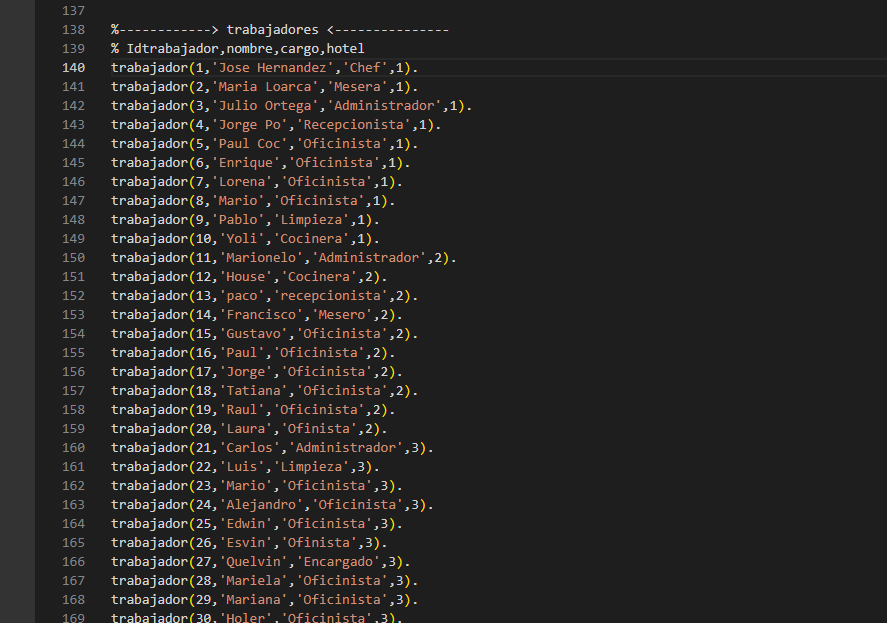 137
138 %------------> trabajadores <---------------
139 % Idtrabajador,nombre,cargo,hotel
140 trabajador(1,'Jose Hernandez','Chef',1).
141 trabajador(2,'Maria Loarca','Mesera',1).
142 trabajador(3,'Julio Ortega','Administrador',1).
143 trabajador(4,'Jorge Po','Recepcionista',1).
144 trabajador(5,'Paul Coc','Oficinista',1).
145 trabajador(6,'Enrique','Oficinista',1).
146 trabajador(7,'Lorena','Oficinista',1).
147 trabajador(8,'Mario','Oficinista',1).
148 trabajador(9,'Pablo','Limpieza',1).
149 trabajador(10,'Yoli','Cocinera',1).
150 trabajador(11,'Marionelo','Administrador',2).
151 trabajador(12,'House','Cocinera',2).
152 trabajador(13,'paco','recepcionista',2).
153 trabajador(14,'Francisco','Mesero',2).
154 trabajador(15,'Gustavo','Oficinista',2).
155 trabajador(16,'Paul','Oficinista',2).
156 trabajador(17,'Jorge','Oficinista',2).
157 trabajador(18,'Tatiana','Oficinista',2).
158 trabajador(19,'Raul','Oficinista',2).
159 trabajador(20,'Laura','Ofinista',2).
160 trabajador(21,'Carlos','Administrador',3).
161 trabajador(22,'Luis','Limpieza',3).
162 trabajador(23,'Mario','Oficinista',3).
163 trabajador(24,'Alejandro','Oficinista',3).
164 trabajador(25,'Edwin','Oficinista',3).
165 trabajador(26,'Esvin','Ofinista',3).
166 trabajador(27,'Quelvin','Encargado',3).
167 trabajador(28,'Mariela','Oficinista',3).
168 trabajador(29,'Mariana','Oficinista',3).
169 trabajador(30,'Holer','Oficinista',3).